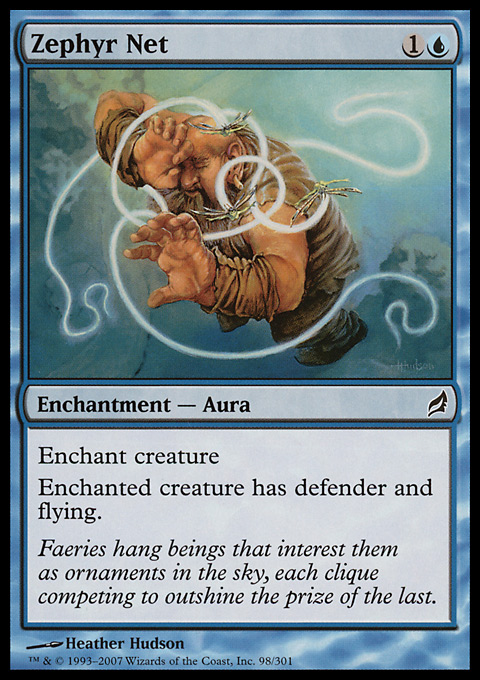 Zephyr Net 1
Enchantment — Aura
Enchant creature
Enchanted creature has defender and
flying.
Faeries hang beings that interest them
as ornaments in the sky, each clique
competing to outshine the prize of the last.
Heather Hudson
™ & © 1993–2007 Wizards of the Coast, Inc. 98/301